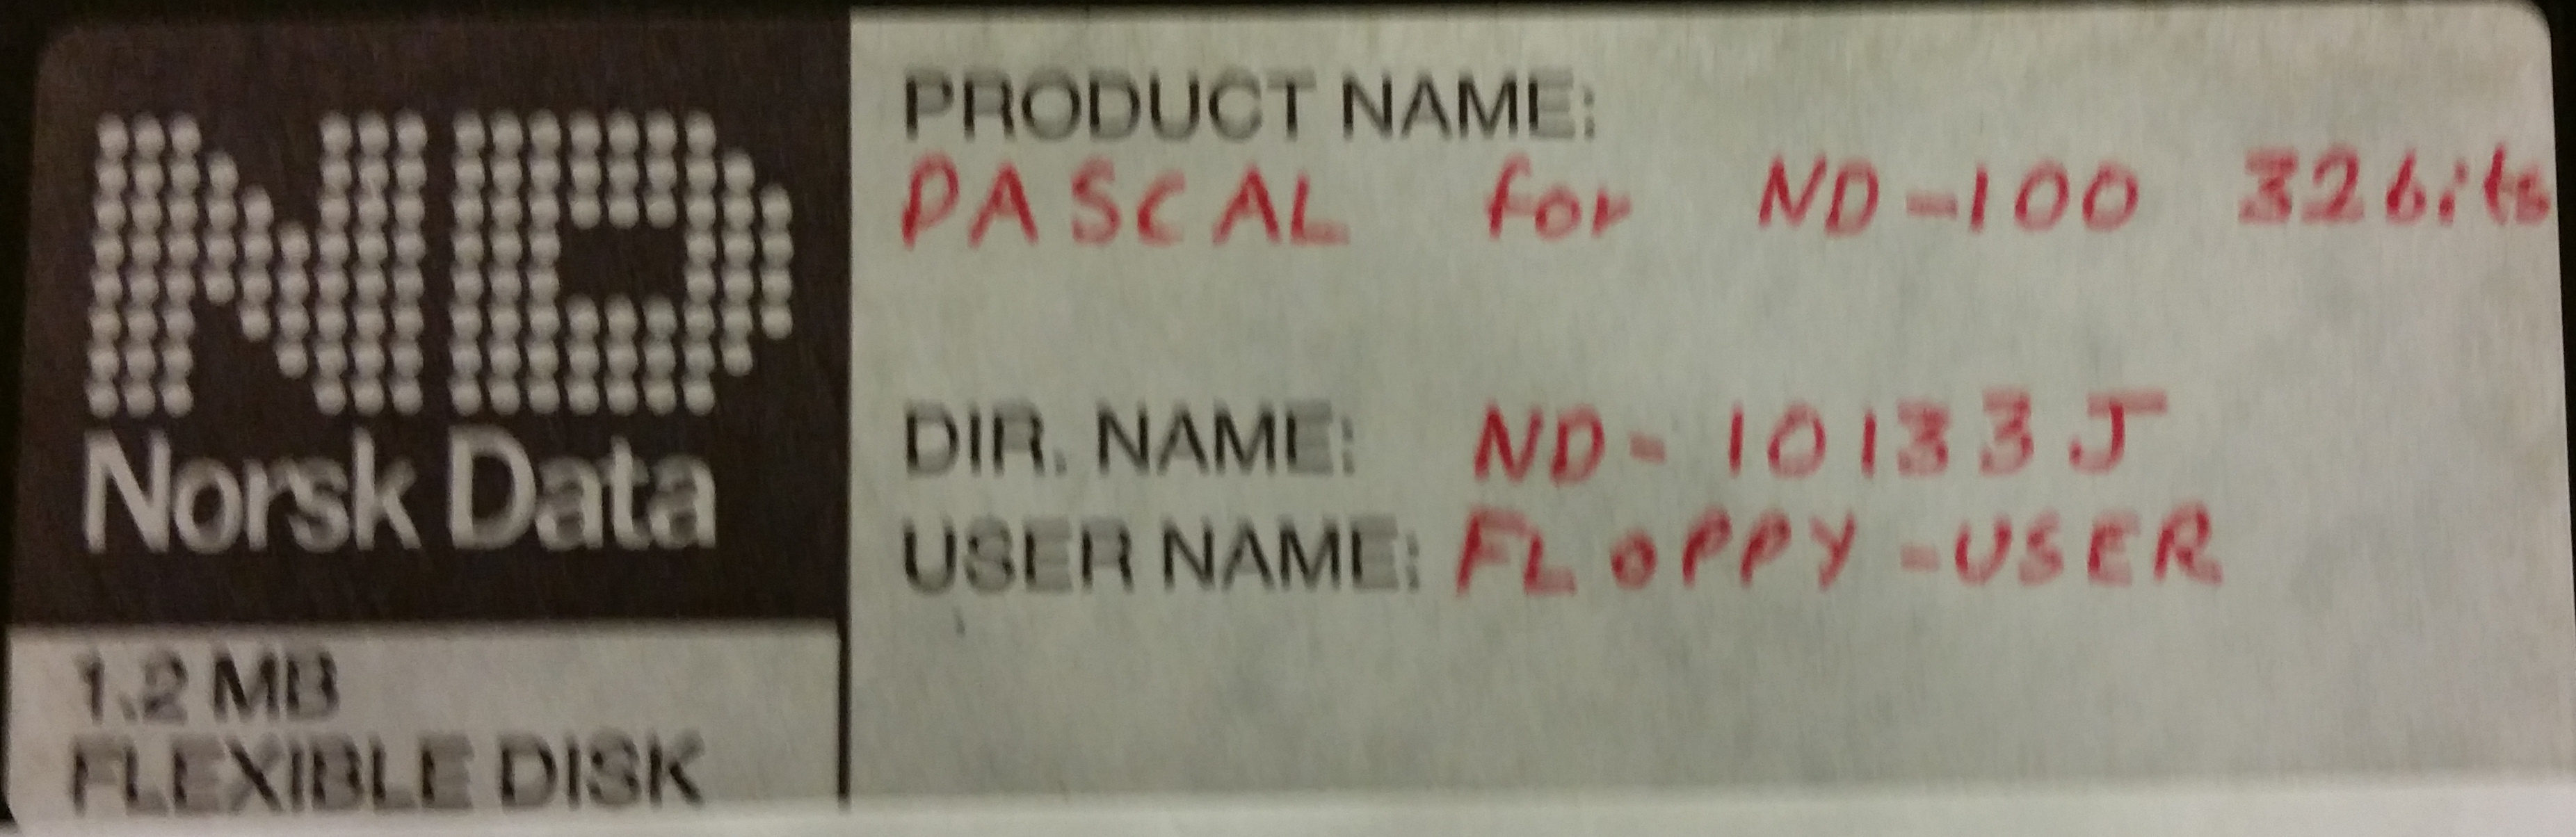 ND
Norsk Data
1.2 MB
FLEXIBLE DISK
PRODUCT NAME:
PASCAL for ND-100 32bits
DIR. NAME: ND-10133J
USER NAME: FLOPPY-USER